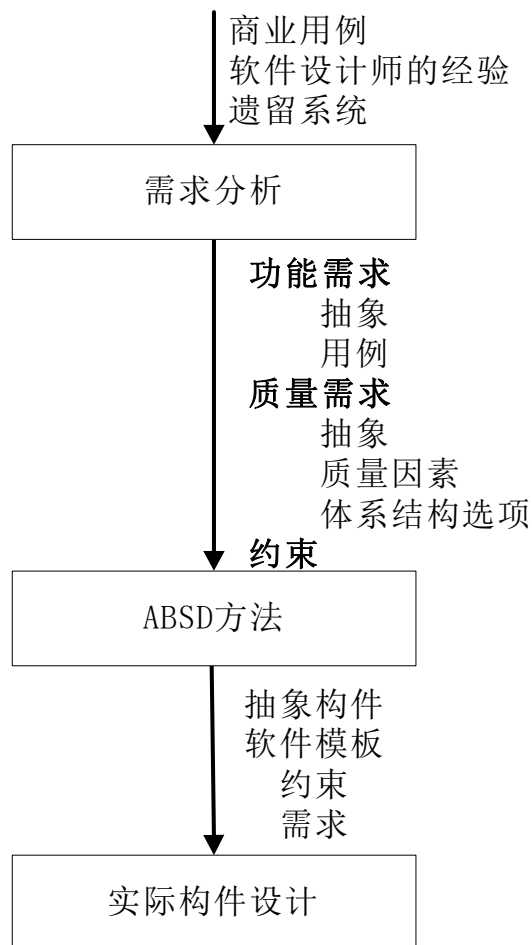 商业用例
软件设计师的经验
遗留系统
需求分析
功能需求
抽象
用例
质量需求
抽象
质量因素
体系结构选项
约束
ABSD方法
抽象构件
软件模板
约束
需求
实际构件设计